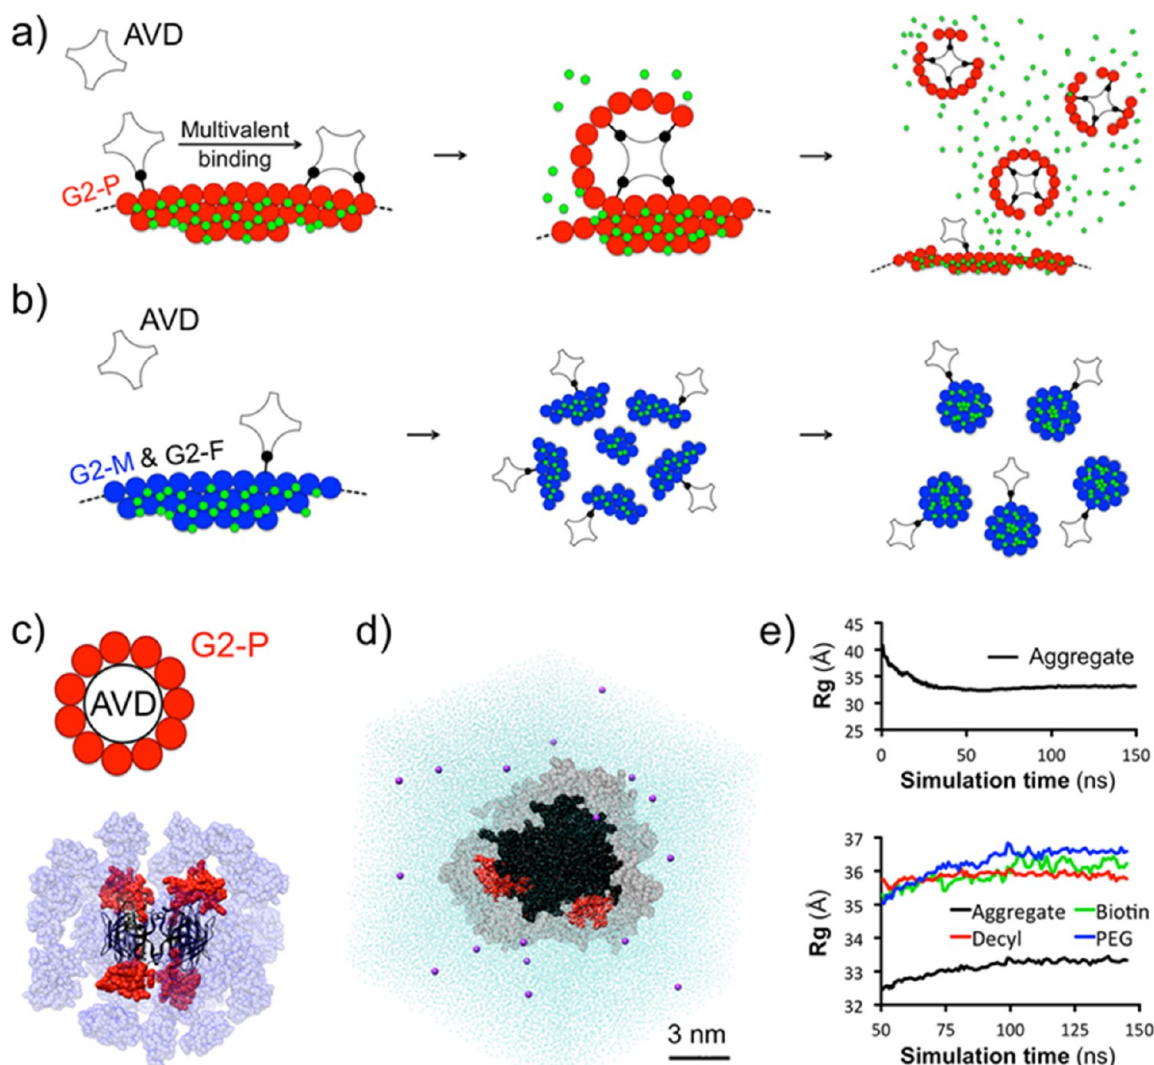 a)
AVD
Multivalent
binding
G2-P
b)
AVD
G2-M & G2-F
c)
G2-P
AVD
d)
3 nm
e)
45
40
35
30
25
Rg (Å)
Aggregate
0
50
100
150
Simulation time (ns)
37
36
35
34
33
32
Rg (Å)
Aggregate
Biotin
Decyl
PEG
50
75
100
125
150
Simulation time (ns)